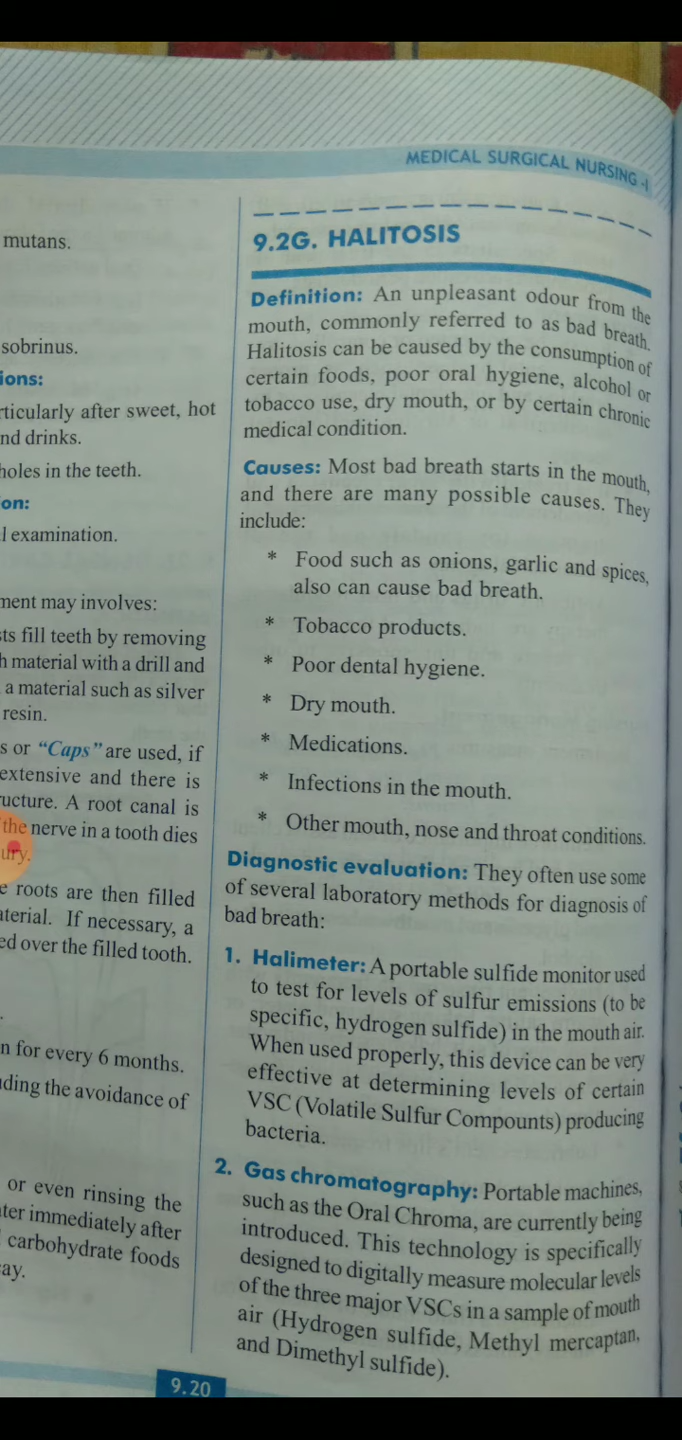 MEDICAL SURGICAL NURSING -I
mutans.
sobrinus.
ions:
rticularly after sweet, hot
nd drinks.
holes in the teeth.
on:
l examination.
ment may involves:
sts fill teeth by removing
h material with a drill and
a material such as silver
resin.
s or “Caps” are used, if
extensive and there is
ructure. A root canal is
the nerve in a tooth dies
ury.
e roots are then filled
aterial. If necessary, a
ed over the filled tooth.
n for every 6 months.
ding the avoidance of
or even rinsing the
ter immediately after
carbohydrate foods
ay.
9.2G. HALITOSIS
Definition: An unpleasant odour from the
mouth, commonly referred to as bad breath.
Halitosis can be caused by the consumption of
certain foods, poor oral hygiene, alcohol or
tobacco use, dry mouth, or by certain chronic
medical condition.
Causes: Most bad breath starts in the mouth,
and there are many possible causes. They
include:
* Food such as onions, garlic and spices,
also can cause bad breath.
* Tobacco products.
* Poor dental hygiene.
* Dry mouth.
* Medications.
* Infections in the mouth.
* Other mouth, nose and throat conditions.
Diagnostic evaluation: They often use some
of several laboratory methods for diagnosis of
bad breath:
1. Halimeter: A portable sulfide monitor used
to test for levels of sulfur emissions (to be
specific, hydrogen sulfide) in the mouth air.
When used properly, this device can be very
effective at determining levels of certain
VSC (Volatile Sulfur Compounts) producing
bacteria.
2. Gas chromatography: Portable machines,
such as the Oral Chroma, are currently being
introduced. This technology is specifically
designed to digitally measure molecular levels
of the three major VSCs in a sample of mouth
air (Hydrogen sulfide, Methyl mercaptan,
and Dimethyl sulfide).
9.20